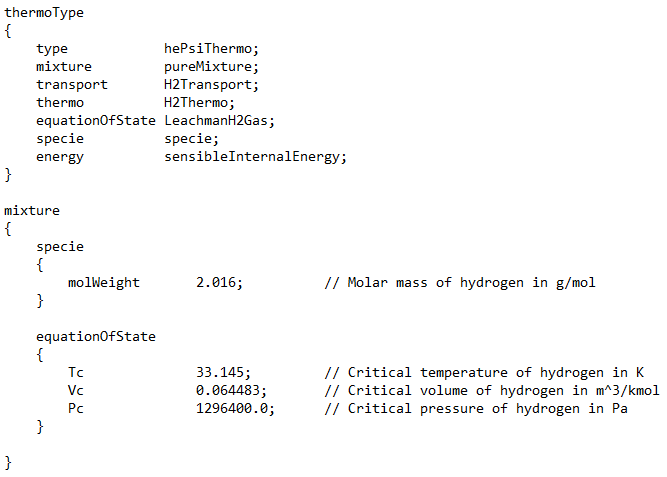 thermoType
{
    type            hePsiThermo;
    mixture         pureMixture;
    transport       H2Transport;
    thermo          H2Thermo;
    equationOfState LeachmanH2Gas;
    specie          specie;
    energy          sensibleInternalEnergy;
}

mixture
{
    specie
    {
        molWeight       2.016;          // Molar mass of hydrogen in g/mol
    }

    equationOfState
    {
        Tc              33.145;         // Critical temperature of hydrogen in K
        Vc              0.064483;       // Critical volume of hydrogen in m^3/kmol
        Pc              1296400.0;      // Critical pressure of hydrogen in Pa
    }

}